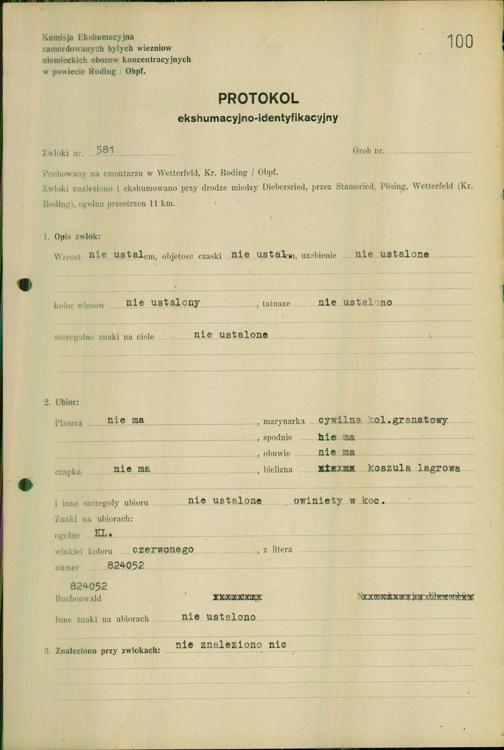 Komisja Ekshumacyjna
zamordowanych bylych wiezniow
niemieckich obozow koncentracyjnych
w powiecie Roding / Obpf.
100
PROTOKOL
ekshumacyjno-identyfikacyjny
Zwloki nr. 581 Grob nr.
Pochowany na cmentarzu w Wetterfeld, Kr. Roding / Obpf.
Zwloki znaleziono i ekshumowano przy drodze miedzy Diebersried, przez Stamsried, Pösing, Wetterfeld (Kr.
Roding), ogolna przestrzen 11 km.
1. Opis zwlok:
Wzrost nie ustal cm, objetosc czaski nie ustal , uzebienie nie ustalone
kolor wlosow nie ustalony , tatuaze nie ustalono
szczegolne znaki na ciele nie ustalone
2. Ubior:
Plaszcz nie ma , marynarka cywilna kol.granatowy
, spodnie nie ma
, obuwie nie ma
czapka nie ma , bielizna koszula lagrowa
i inne szczegoly ubioru nie ustalone owiniety w koc.
Znaki na ubiorach:
ogolne KL.
winkiel koloru czerwonego , z litera
numer 824052
824052
Buchenwald
Inne znaki na ubiorach nie ustalono
3. Znaleziono przy zwlokach: nie znaleziono nic